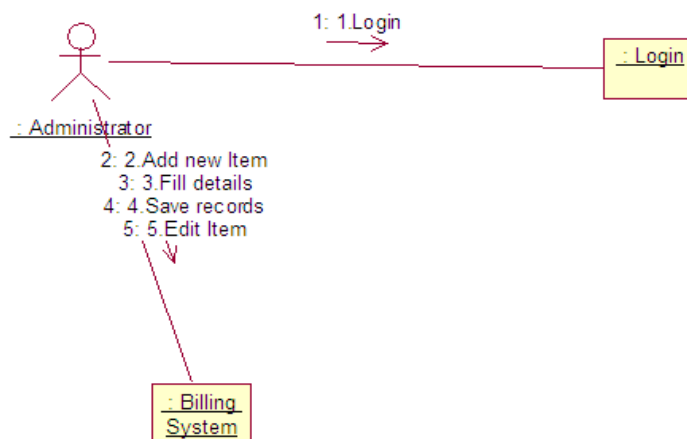 1: 1.Login
: Login
: Administrator
2: 2.Add new Item
3: 3.Fill details
4: 4.Save records
5: 5.Edit Item
: Billing
System